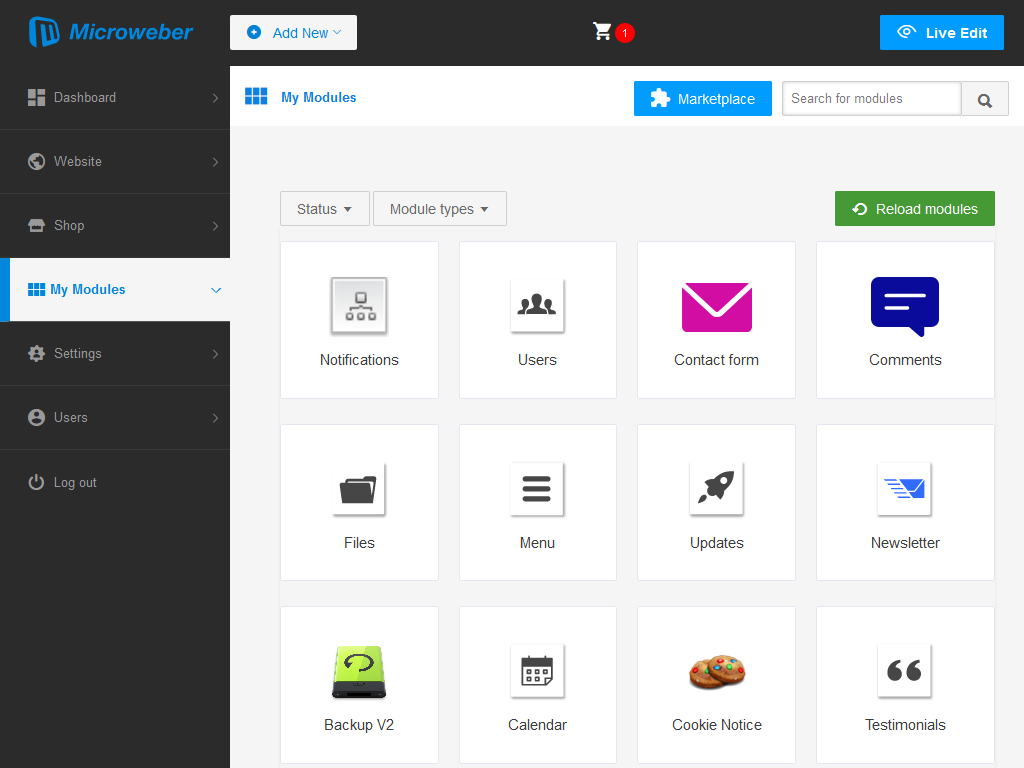 Microweber
Add New
1
Live Edit
Dashboard
Website
Shop
My Modules
Settings
Users
Log out
My Modules
Marketplace
Search for modules
Status
Module types
Reload modules
Notifications
Users
Contact form
Comments
Files
Menu
Updates
Newsletter
Backup V2
Calendar
Cookie Notice
Testimonials